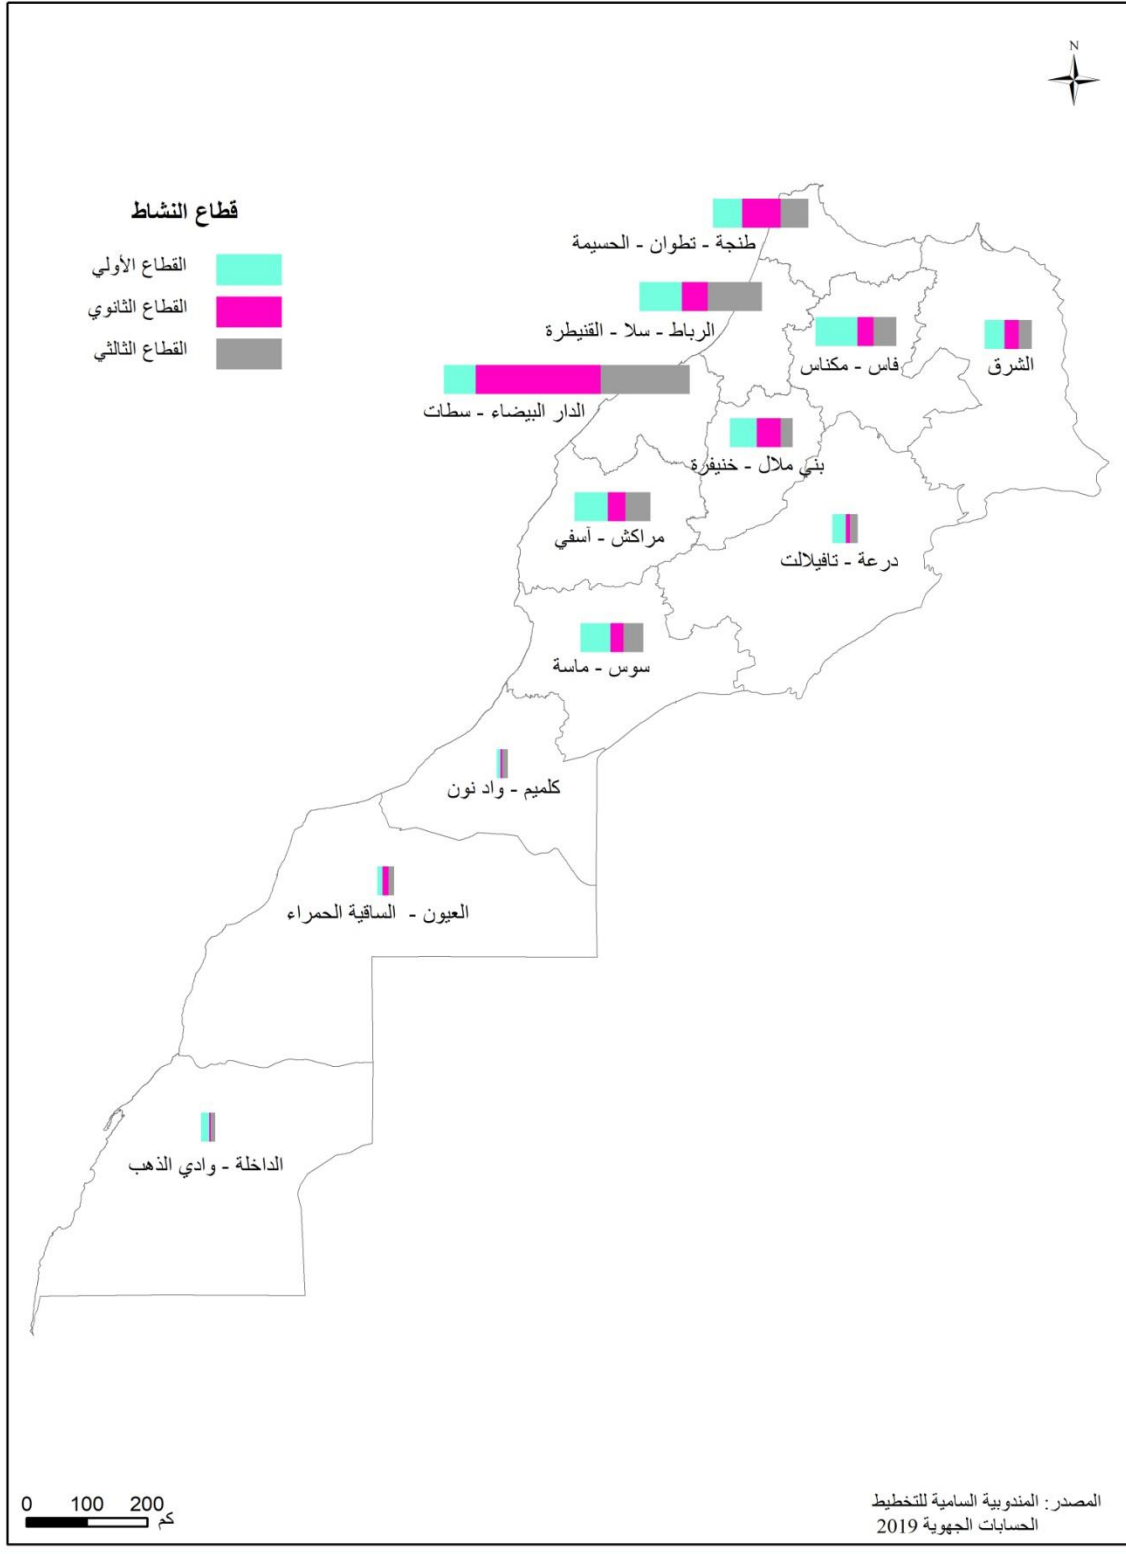 N
قطاع النشاط
القطاع الأولي
القطاع الثانوي
القطاع الثالثي
طنجة - تطوان - الحسيمة
الرباط - سلا - القنيطرة
فاس - مكناس
الشرق
الدار البيضاء - سطات
بني ملال - خنيفرة
مراكش - آسفي
درعة - تافيلالت
سوس - ماسة
كلميم - واد نون
العيون - الساقية الحمراء
الداخلة - وادي الذهب
0 100 200
كم
المصدر: المندوبية السامية للتخطيط
الحسابات الجهوية 2019